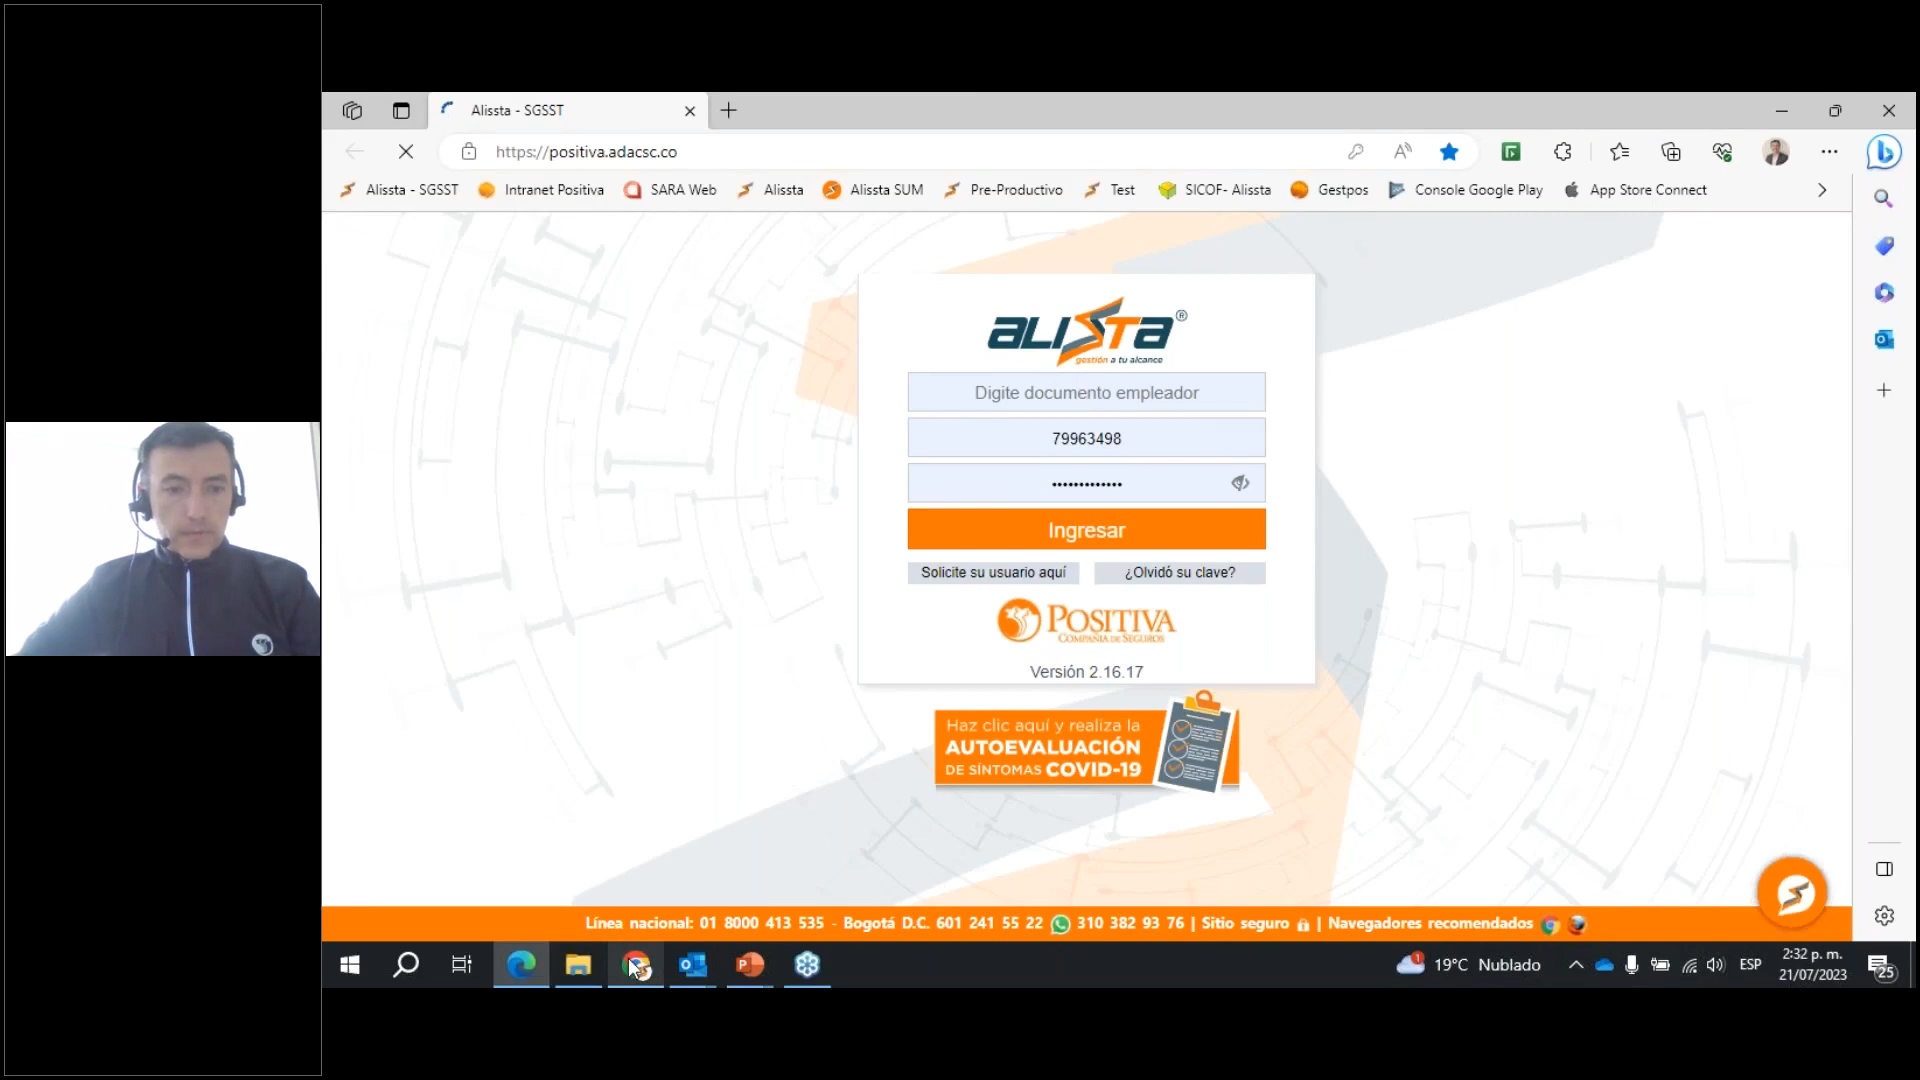 Alissta - SGSST
https://positiva.adacsc.co
Alissta - SGSST
Intranet Positiva
SARA Web
Alissta
Alissta SUM
Pre-Productivo
Test
SICOF- Alissta
Gestpos
Console Google Play
App Store Connect
ALISSTA®
gestión a tu alcance
Digite documento empleador
79963498
•••••••••••••
Ingresar
Solicite su usuario aquí
¿Olvidó su clave?
POSITIVA
COMPAÑIA DE SEGUROS
Versión 2.16.17
Haz clic aquí y realiza la
AUTOEVALUACIÓN
DE SÍNTOMAS COVID-19
Línea nacional: 01 8000 413 535 - Bogotá D.C. 601 241 55 22 310 382 93 76 | Sitio seguro | Navegadores recomendados
1
19°C Nublado
ESP
2:32 p. m.
21/07/2023
25